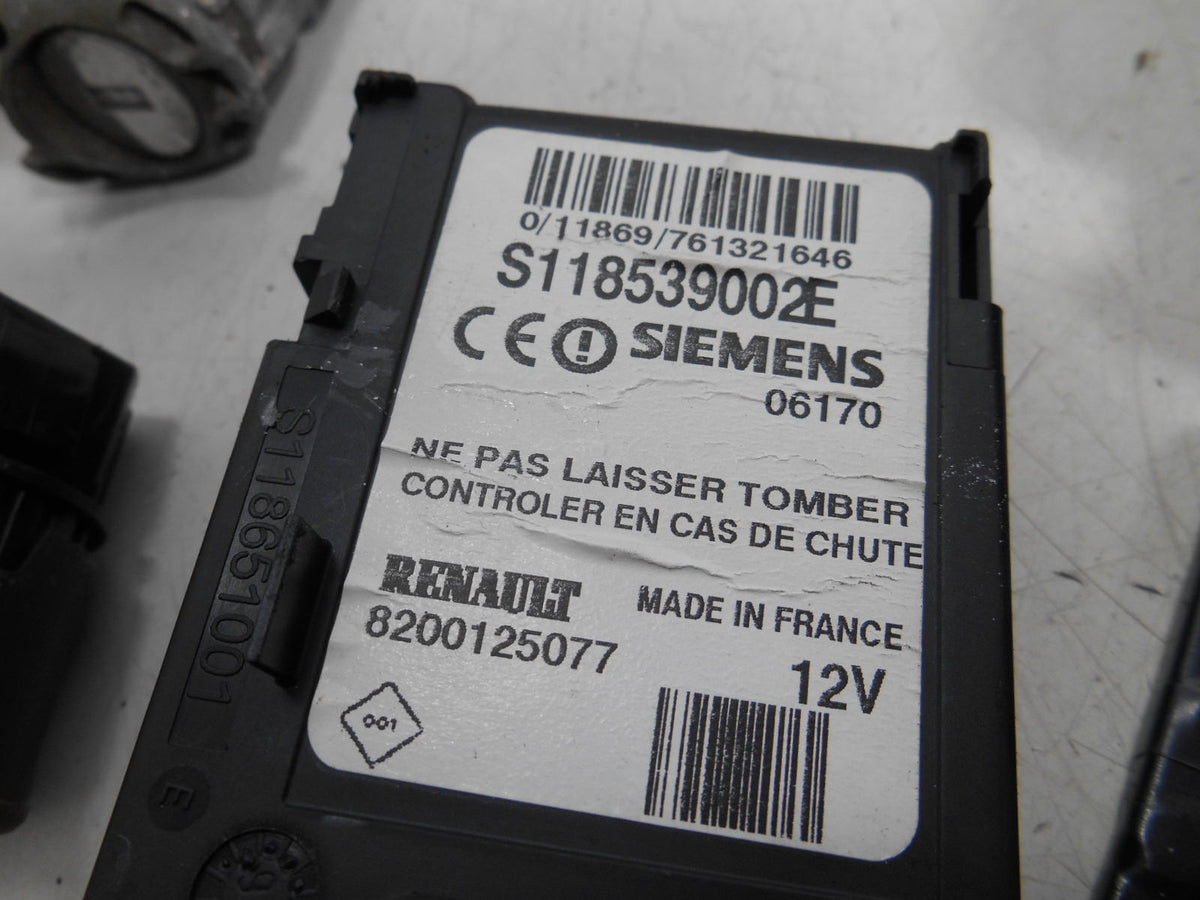 0/11869/761321646
S118539002E
CE SIEMENS
06170
NE PAS LAISSER TOMBER
CONTROLER EN CAS DE CHUTE
RENAULT MADE IN FRANCE
8200125077 12V
001
S118651001
E